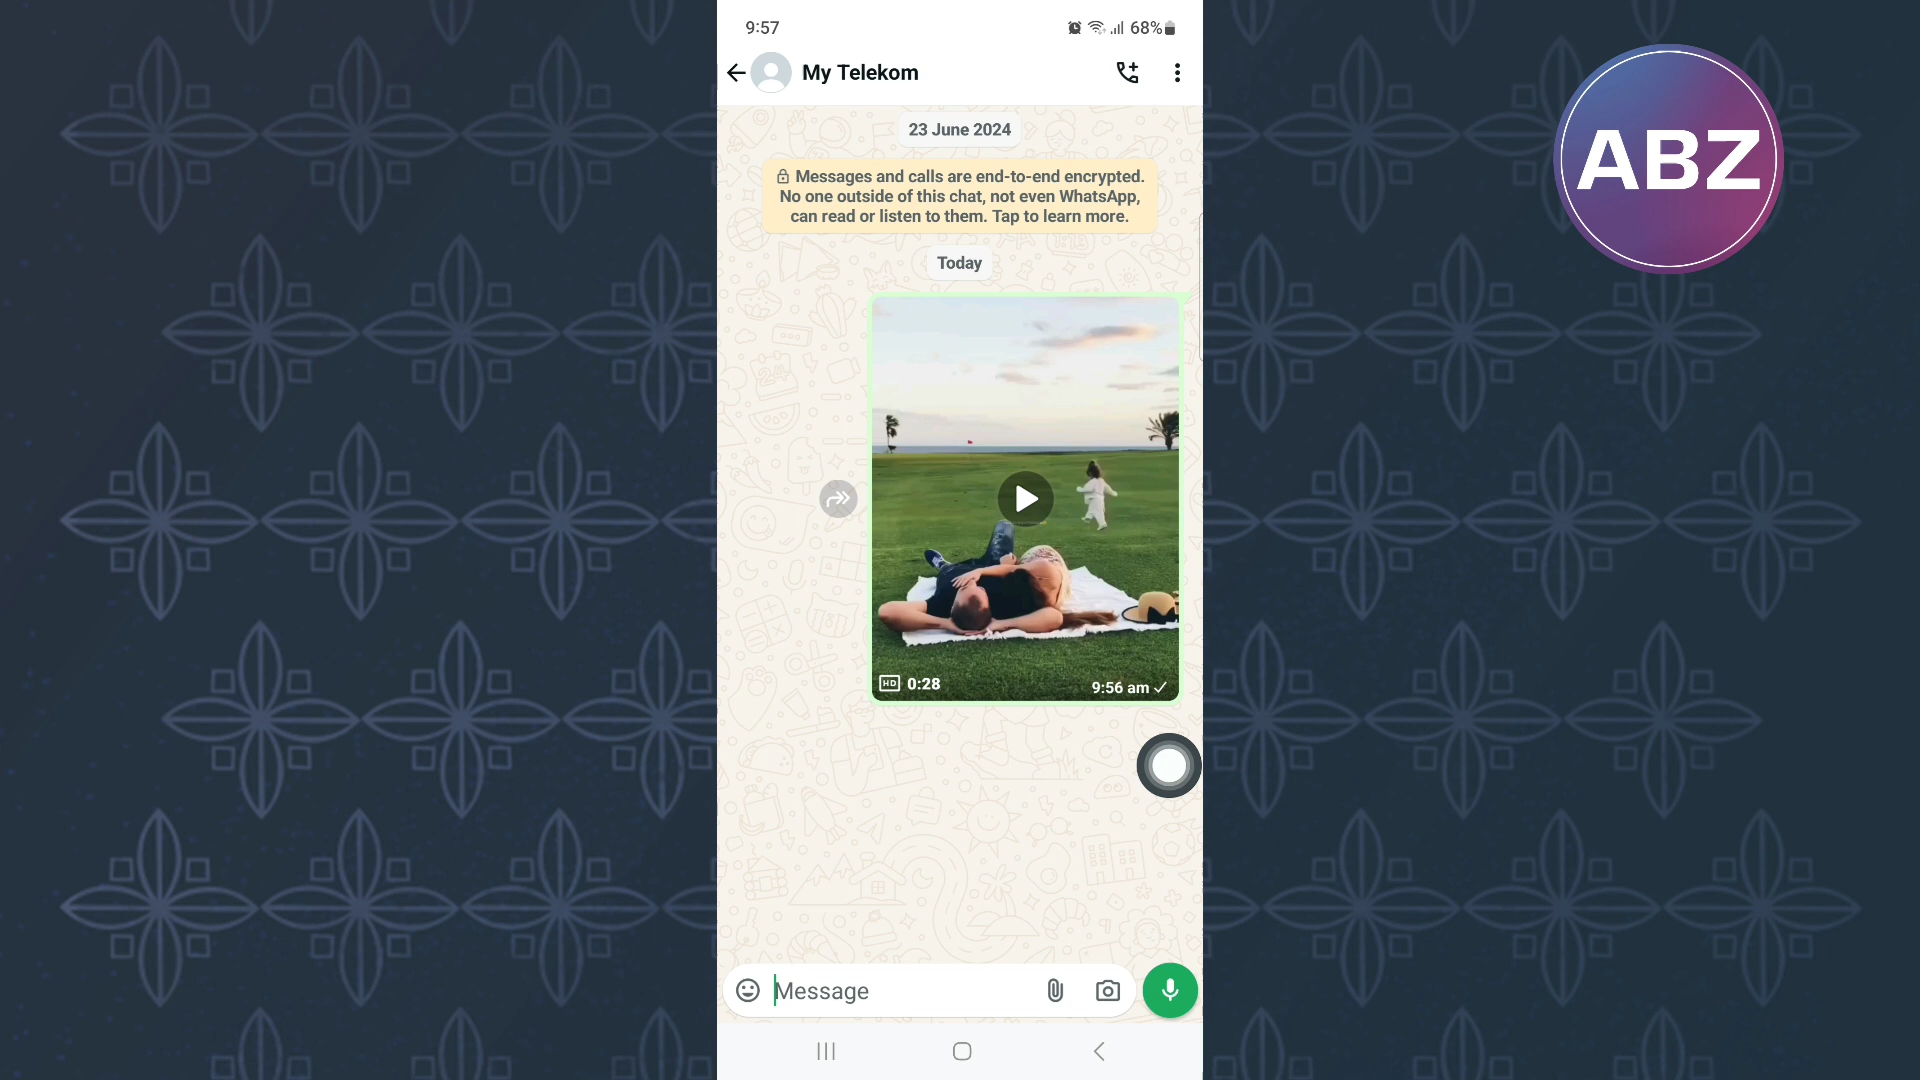 9:57
68%
My Telekom
23 June 2024
Messages and calls are end-to-end encrypted.
No one outside of this chat, not even WhatsApp,
can read or listen to them. Tap to learn more.
Today
HD 0:28
9:56 am
Message
ABZ